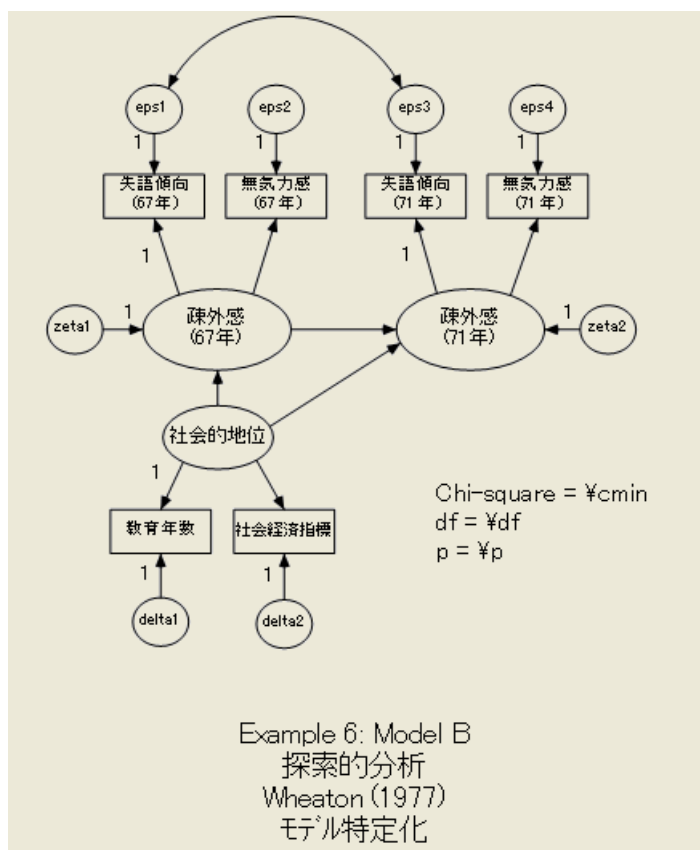 eps1
eps2
eps3
eps4
1
1
1
1
失語傾向
(67年)
無気力感
(67年)
失語傾向
(71年)
無気力感
(71年)
1
1
zeta1
1
疎外感
(67年)
疎外感
(71年)
1
zeta2
社会的地位
1
教育年数
社会経済指標
1
1
delta1
delta2
Chi-square = ¥cmin
df = ¥df
p = ¥p
Example 6: Model B
探索的分析
Wheaton (1977)
モデル特定化